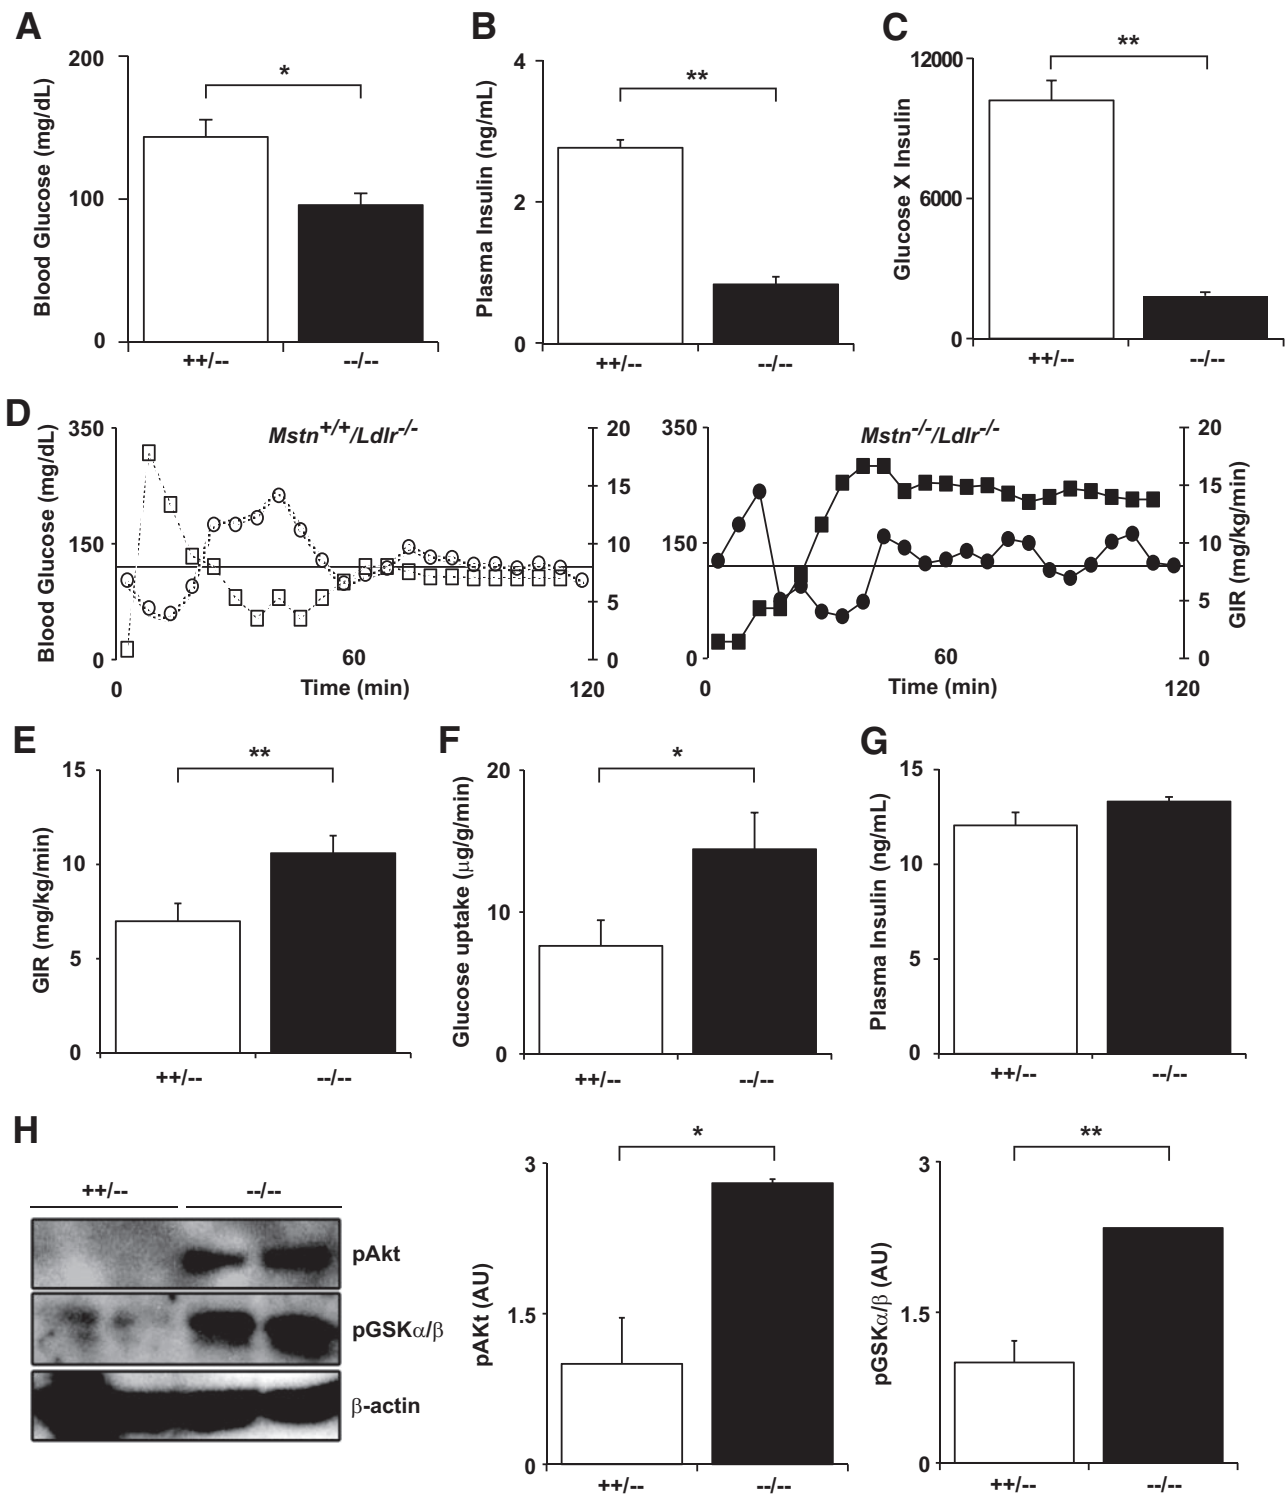 A
Blood Glucose (mg/dL)
200
100
0
*
++/--
--/--
B
Plasma Insulin (ng/mL)
4
2
0
**
++/--
--/--
C
Glucose X Insulin
12000
6000
0
**
++/--
--/--
D
Blood Glucose (mg/dL)
350
150
0
Mstn+/+/Ldlr-/-
20
15
10
5
0
0
60
120
Time (min)
350
150
0
Mstn-/-/Ldlr-/-
20
15
10
5
0
GIR (mg/kg/min)
0
60
120
Time (min)
E
GIR (mg/kg/min)
15
10
5
0
**
++/--
--/--
F
Glucose uptake (μg/g/min)
20
10
0
*
++/--
--/--
G
Plasma Insulin (ng/mL)
15
10
5
0
++/--
--/--
H
++/--
--/--
pAkt
pGSKα/β
β-actin
pAKt (AU)
3
1.5
0
*
++/--
--/--
pGSKα/β (AU)
3
1.5
0
**
++/--
--/--